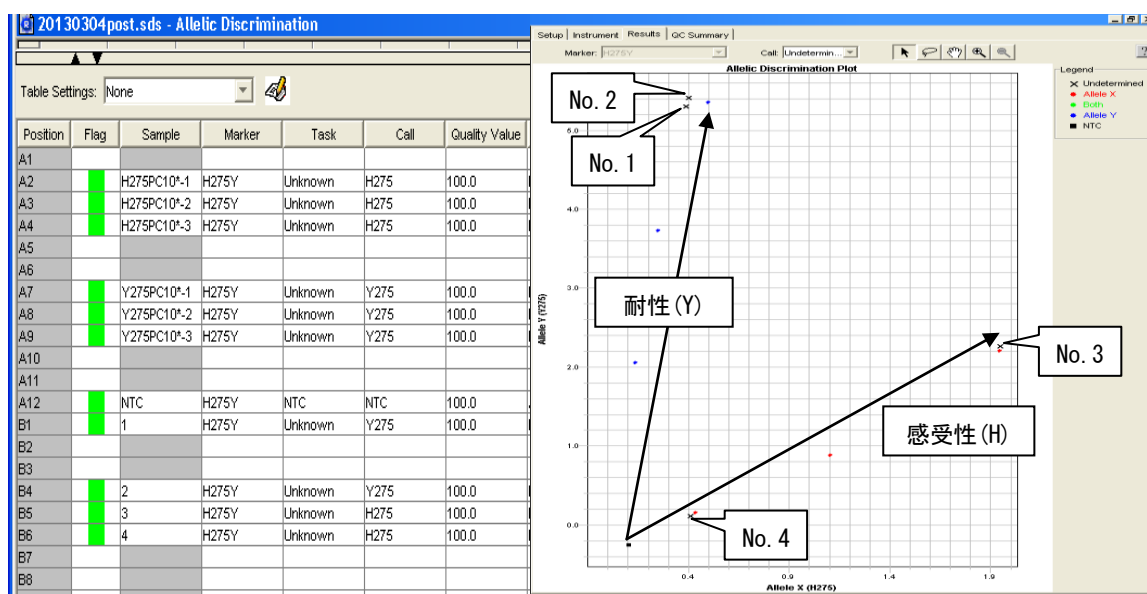 20130304post.sds - Allelic Discrimination
Table Settings: None
Position Flag Sample Marker Task Call Quality Value
A1
A2 H275PC10*-1 H275Y Unknown H275 100.0
A3 H275PC10*-2 H275Y Unknown H275 100.0
A4 H275PC10*-3 H275Y Unknown H275 100.0
A5
A6
A7 Y275PC10*-1 H275Y Unknown Y275 100.0
A8 Y275PC10*-2 H275Y Unknown Y275 100.0
A9 Y275PC10*-3 H275Y Unknown Y275 100.0
A10
A11
A12 NTC H275Y NTC NTC 100.0
B1 1 H275Y Unknown Y275 100.0
B2
B3
B4 2 H275Y Unknown Y275 100.0
B5 3 H275Y Unknown H275 100.0
B6 4 H275Y Unknown H275 100.0
B7
B8
Setup Instrument Results QC Summary
Marker: H275Y Call: Undetermin...
Allelic Discrimination Plot
Legend
Undetermined
Allele X
Both
Allele Y
NTC
No. 2
No. 1
耐性(Y)
No. 3
感受性(H)
No. 4
5.0
4.0
3.0
2.0
1.0
0.0
Allele Y (Y275)
0.4 0.9 1.4 1.9
Allele X (H275)